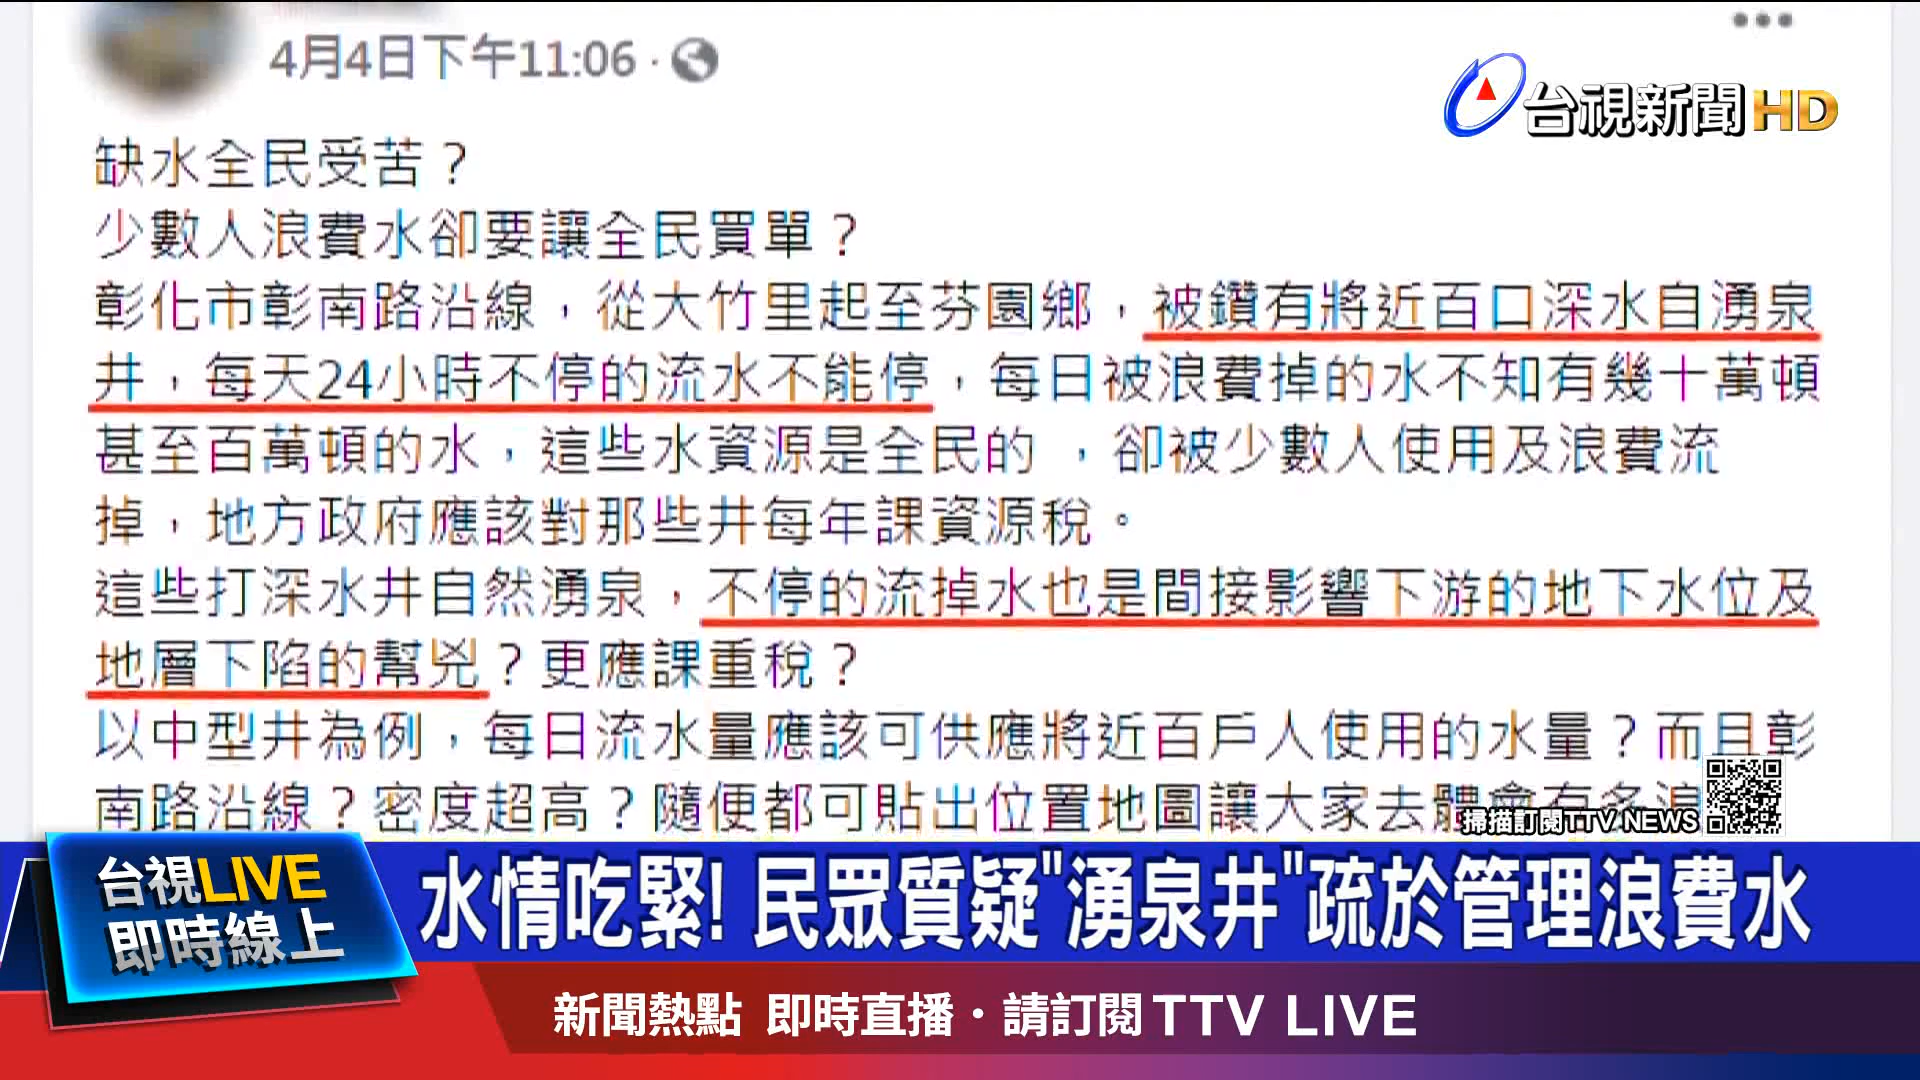 4月4日下午11:06 ·
台視新聞HD
缺水全民受苦？
少數人浪費水卻要讓全民買單？
彰化市彰南路沿線，從大竹里起至芬園鄉，被鑽有將近百口深水自湧泉
井，每天24小時不停的流水不能停，每日被浪費掉的水不知有幾十萬頓
甚至百萬頓的水，這些水資源是全民的 ，卻被少數人使用及浪費流
掉，地方政府應該對那些井每年課資源稅。
這些打深水井自然湧泉，不停的流掉水也是間接影響下游的地下水位及
地層下陷的幫兇？更應課重稅？
以中型井為例，每日流水量應該可供應將近百戶人使用的水量？而且彰
南路沿線？密度超高？隨便都可貼出位置地圖讓大家去體會有多浪
掃描訂閱TTV NEWS
台視LIVE
即時線上
水情吃緊! 民眾質疑"湧泉井"疏於管理浪費水
新聞熱點 即時直播·請訂閱TTV LIVE